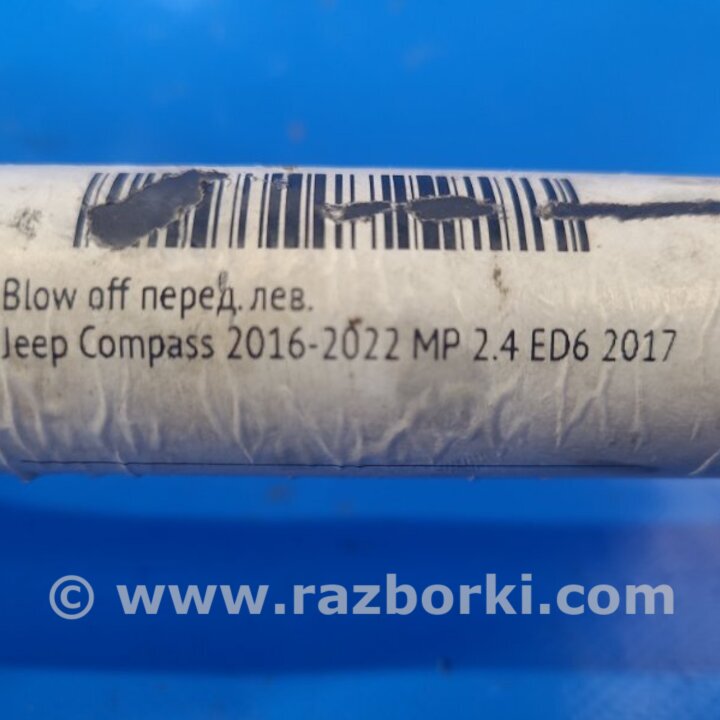 Blow off перед. лев.
Jeep Compass 2016-2022 MP 2.4 ED6 2017
© www.razborki.com